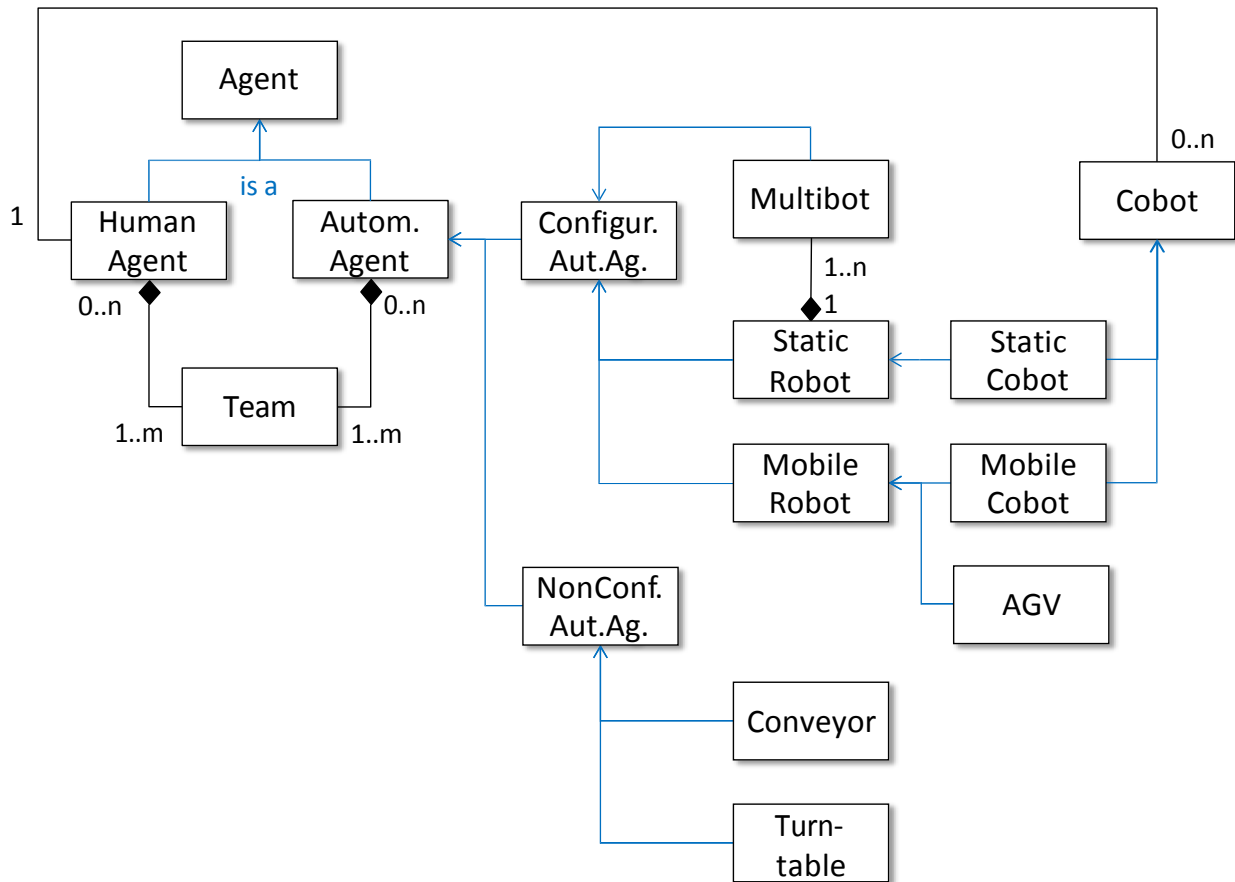 Agent
is a
1
Human
Agent
Autom.
Agent
0..n
0..n
Team
1..m
1..m
Configur.
Aut.Ag.
Multibot
1..n
1
Static
Robot
Static
Cobot
0..n
Cobot
Mobile
Robot
Mobile
Cobot
AGV
NonConf.
Aut.Ag.
Conveyor
Turn-
table